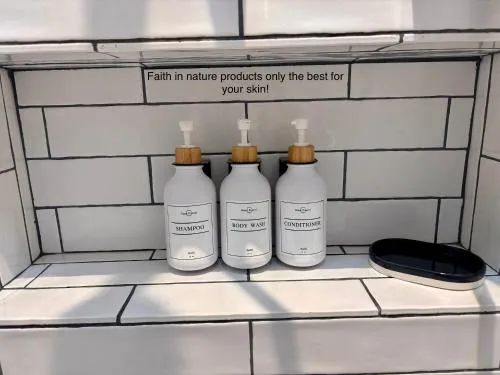 Faith in nature products only the best for
your skin!
SHAMPOO
BODY WASH
CONDITIONER